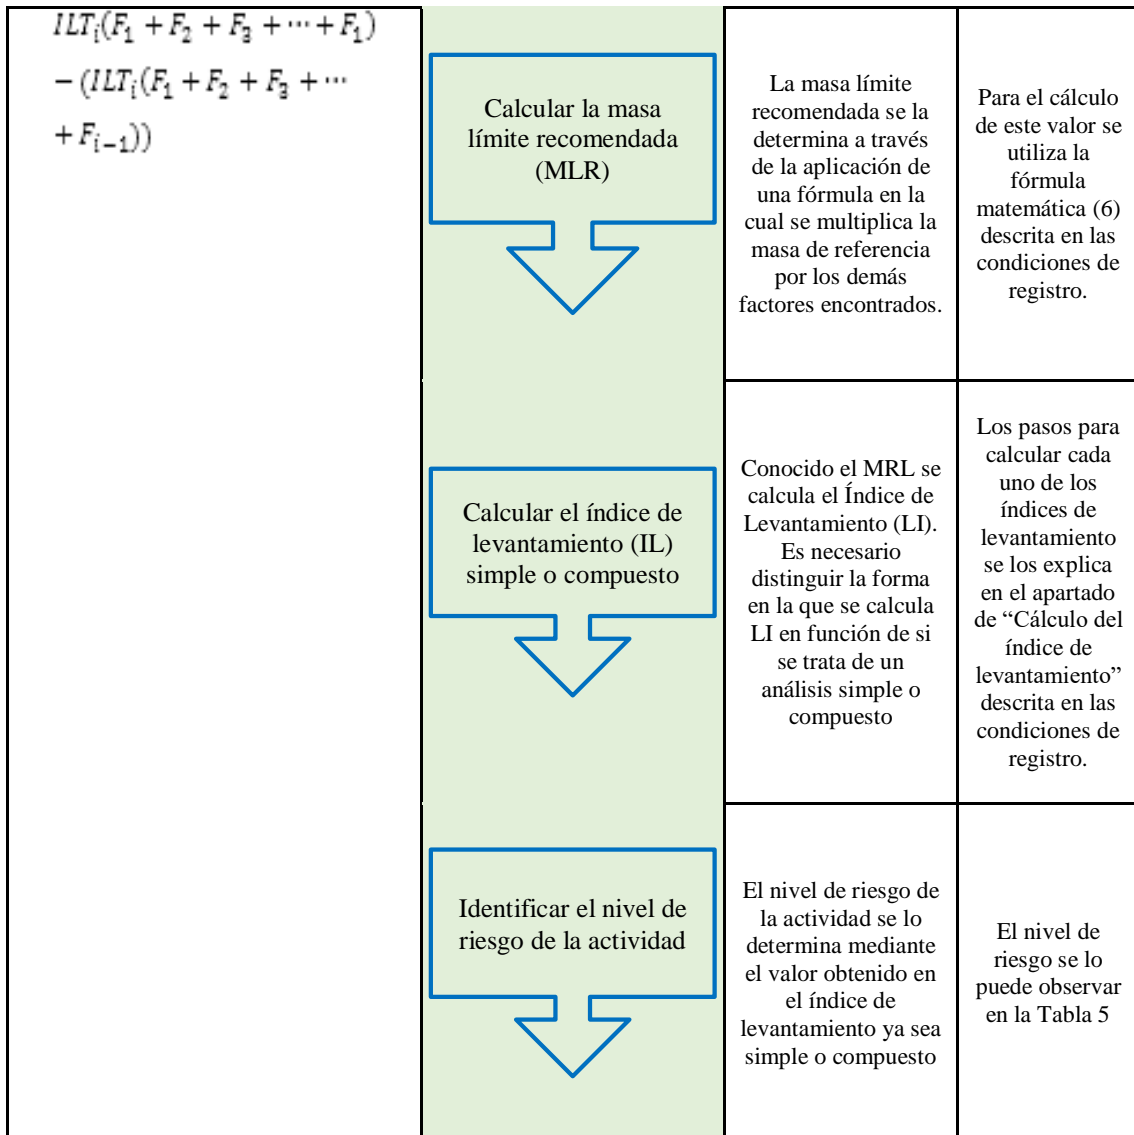 ILTᵢ(F₁ + F₂ + F₃ + ⋯ + F₁)
− (ILTᵢ(F₁ + F₂ + F₃ + ⋯
+ Fᵢ₋₁))
Calcular la masa
límite recomendada
(MLR)
La masa límite
recomendada se la
determina a través
de la aplicación de
una fórmula en la
cual se multiplica la
masa de referencia
por los demás
factores encontrados.
Para el cálculo
de este valor se
utiliza la
fórmula
matemática (6)
descrita en las
condiciones de
registro.
Calcular el índice de
levantamiento (IL)
simple o compuesto
Conocido el MRL se
calcula el Índice de
Levantamiento (LI).
Es necesario
distinguir la forma
en la que se calcula
LI en función de si
se trata de un
análisis simple o
compuesto
Los pasos para
calcular cada
uno de los
índices de
levantamiento
se los explica
en el apartado
de “Cálculo del
índice de
levantamiento”
descrita en las
condiciones de
registro.
Identificar el nivel de
riesgo de la actividad
El nivel de riesgo de
la actividad se lo
determina mediante
el valor obtenido en
el índice de
levantamiento ya sea
simple o compuesto
El nivel de
riesgo se lo
puede observar
en la Tabla 5